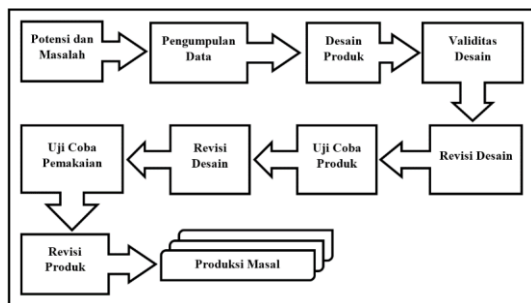 Potensi dan
Masalah
Pengumpulan
Data
Desain
Produk
Validitas
Desain
Revisi Desain
Uji Coba
Produk
Revisi
Desain
Uji Coba
Pemakaian
Revisi
Produk
Produksi Masal